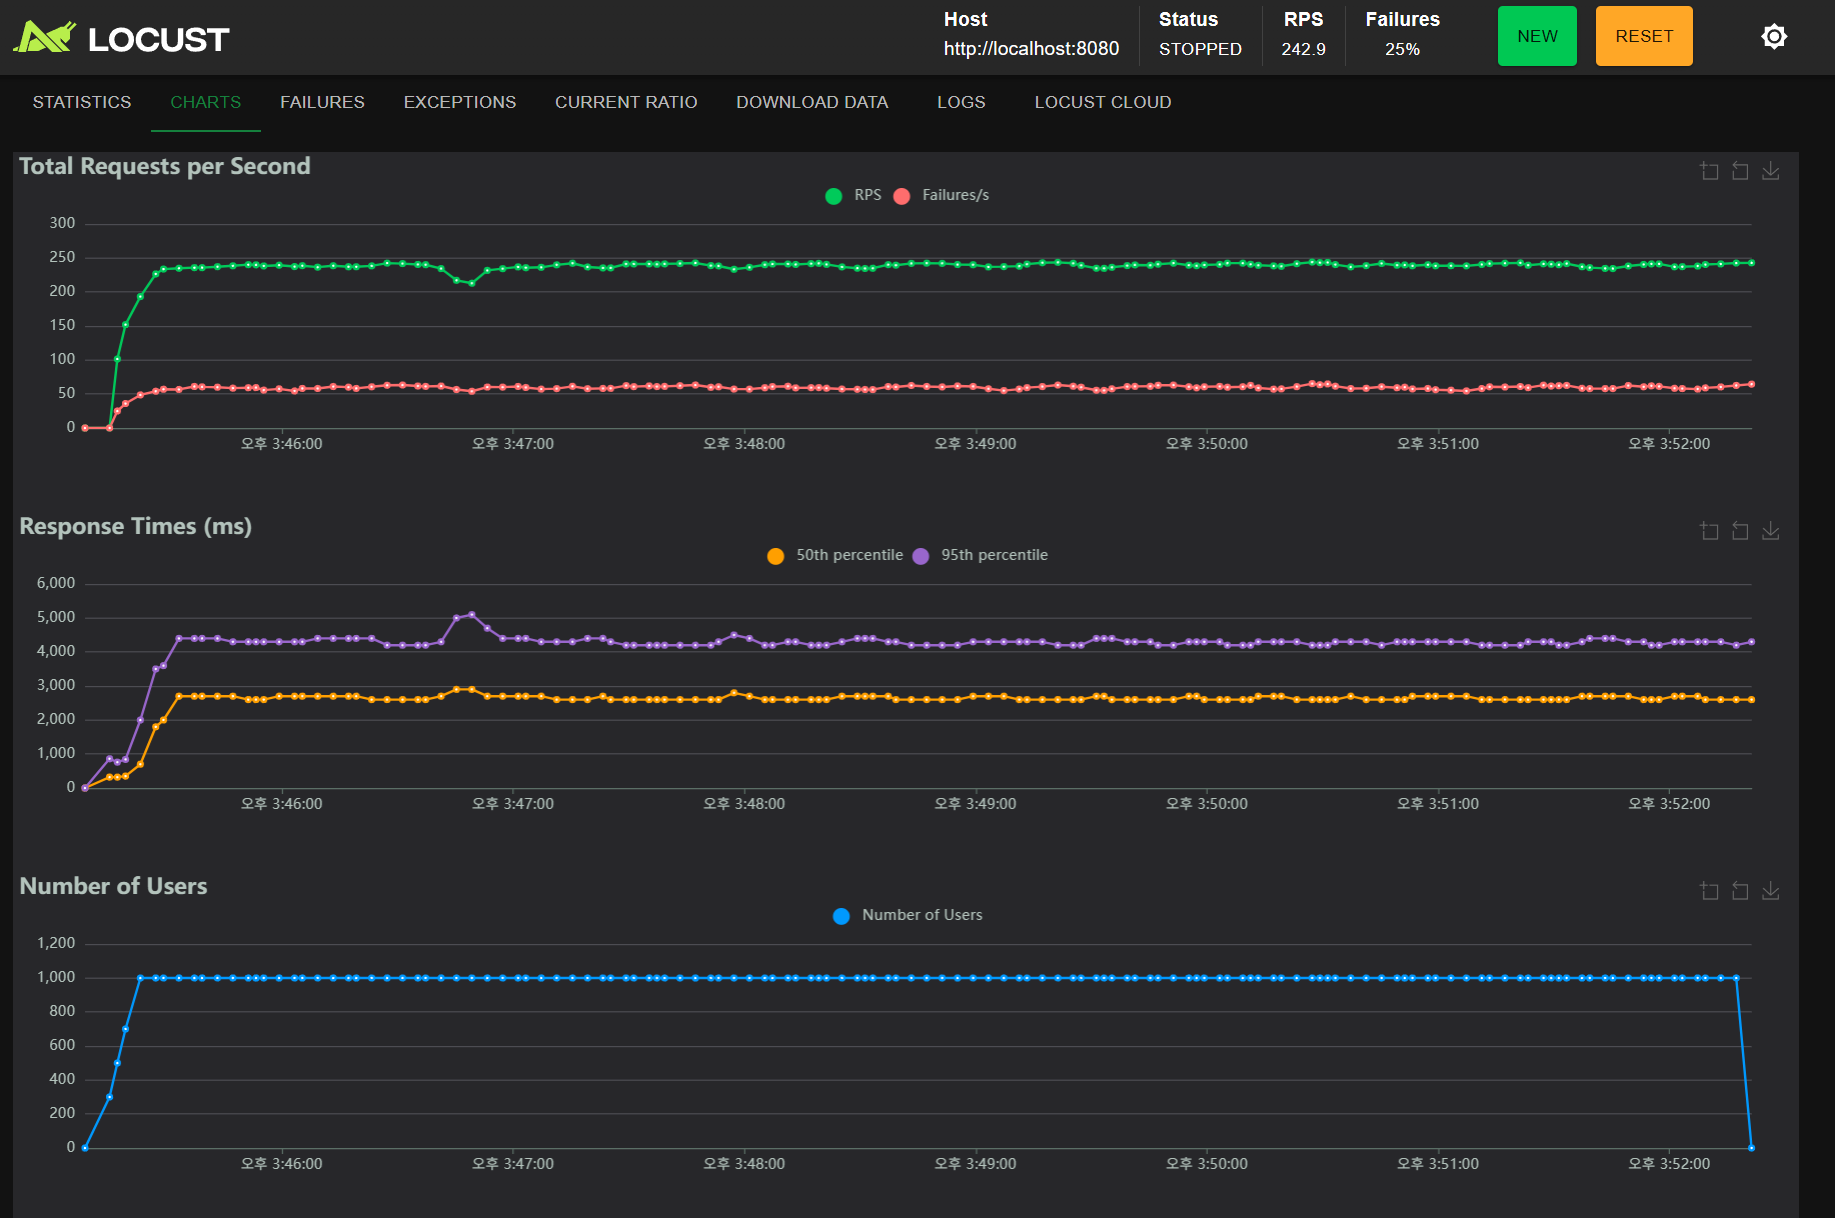 LOCUST
Host
http://localhost:8080
Status
STOPPED
RPS
242.9
Failures
25%
NEW
RESET
STATISTICS CHARTS FAILURES EXCEPTIONS CURRENT RATIO DOWNLOAD DATA LOGS LOCUST CLOUD
Total Requests per Second
RPS Failures/s
300
250
200
150
100
50
0
오후 3:46:00 오후 3:47:00 오후 3:48:00 오후 3:49:00 오후 3:50:00 오후 3:51:00 오후 3:52:00
Response Times (ms)
50th percentile 95th percentile
6,000
5,000
4,000
3,000
2,000
1,000
0
오후 3:46:00 오후 3:47:00 오후 3:48:00 오후 3:49:00 오후 3:50:00 오후 3:51:00 오후 3:52:00
Number of Users
Number of Users
1,200
1,000
800
600
400
200
0
오후 3:46:00 오후 3:47:00 오후 3:48:00 오후 3:49:00 오후 3:50:00 오후 3:51:00 오후 3:52:00